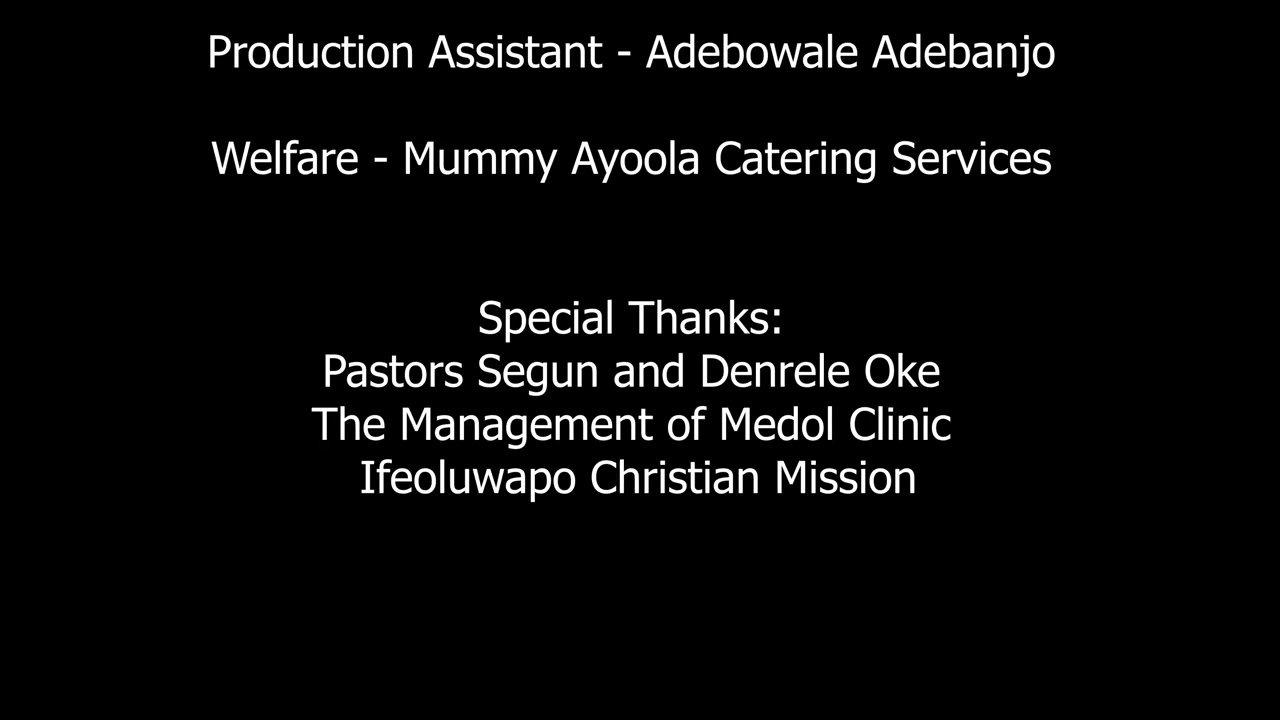 Production Assistant - Adebowale Adebanjo
Welfare - Mummy Ayoola Catering Services
Special Thanks:
Pastors Segun and Denrele Oke
The Management of Medol Clinic
Ifeoluwapo Christian Mission